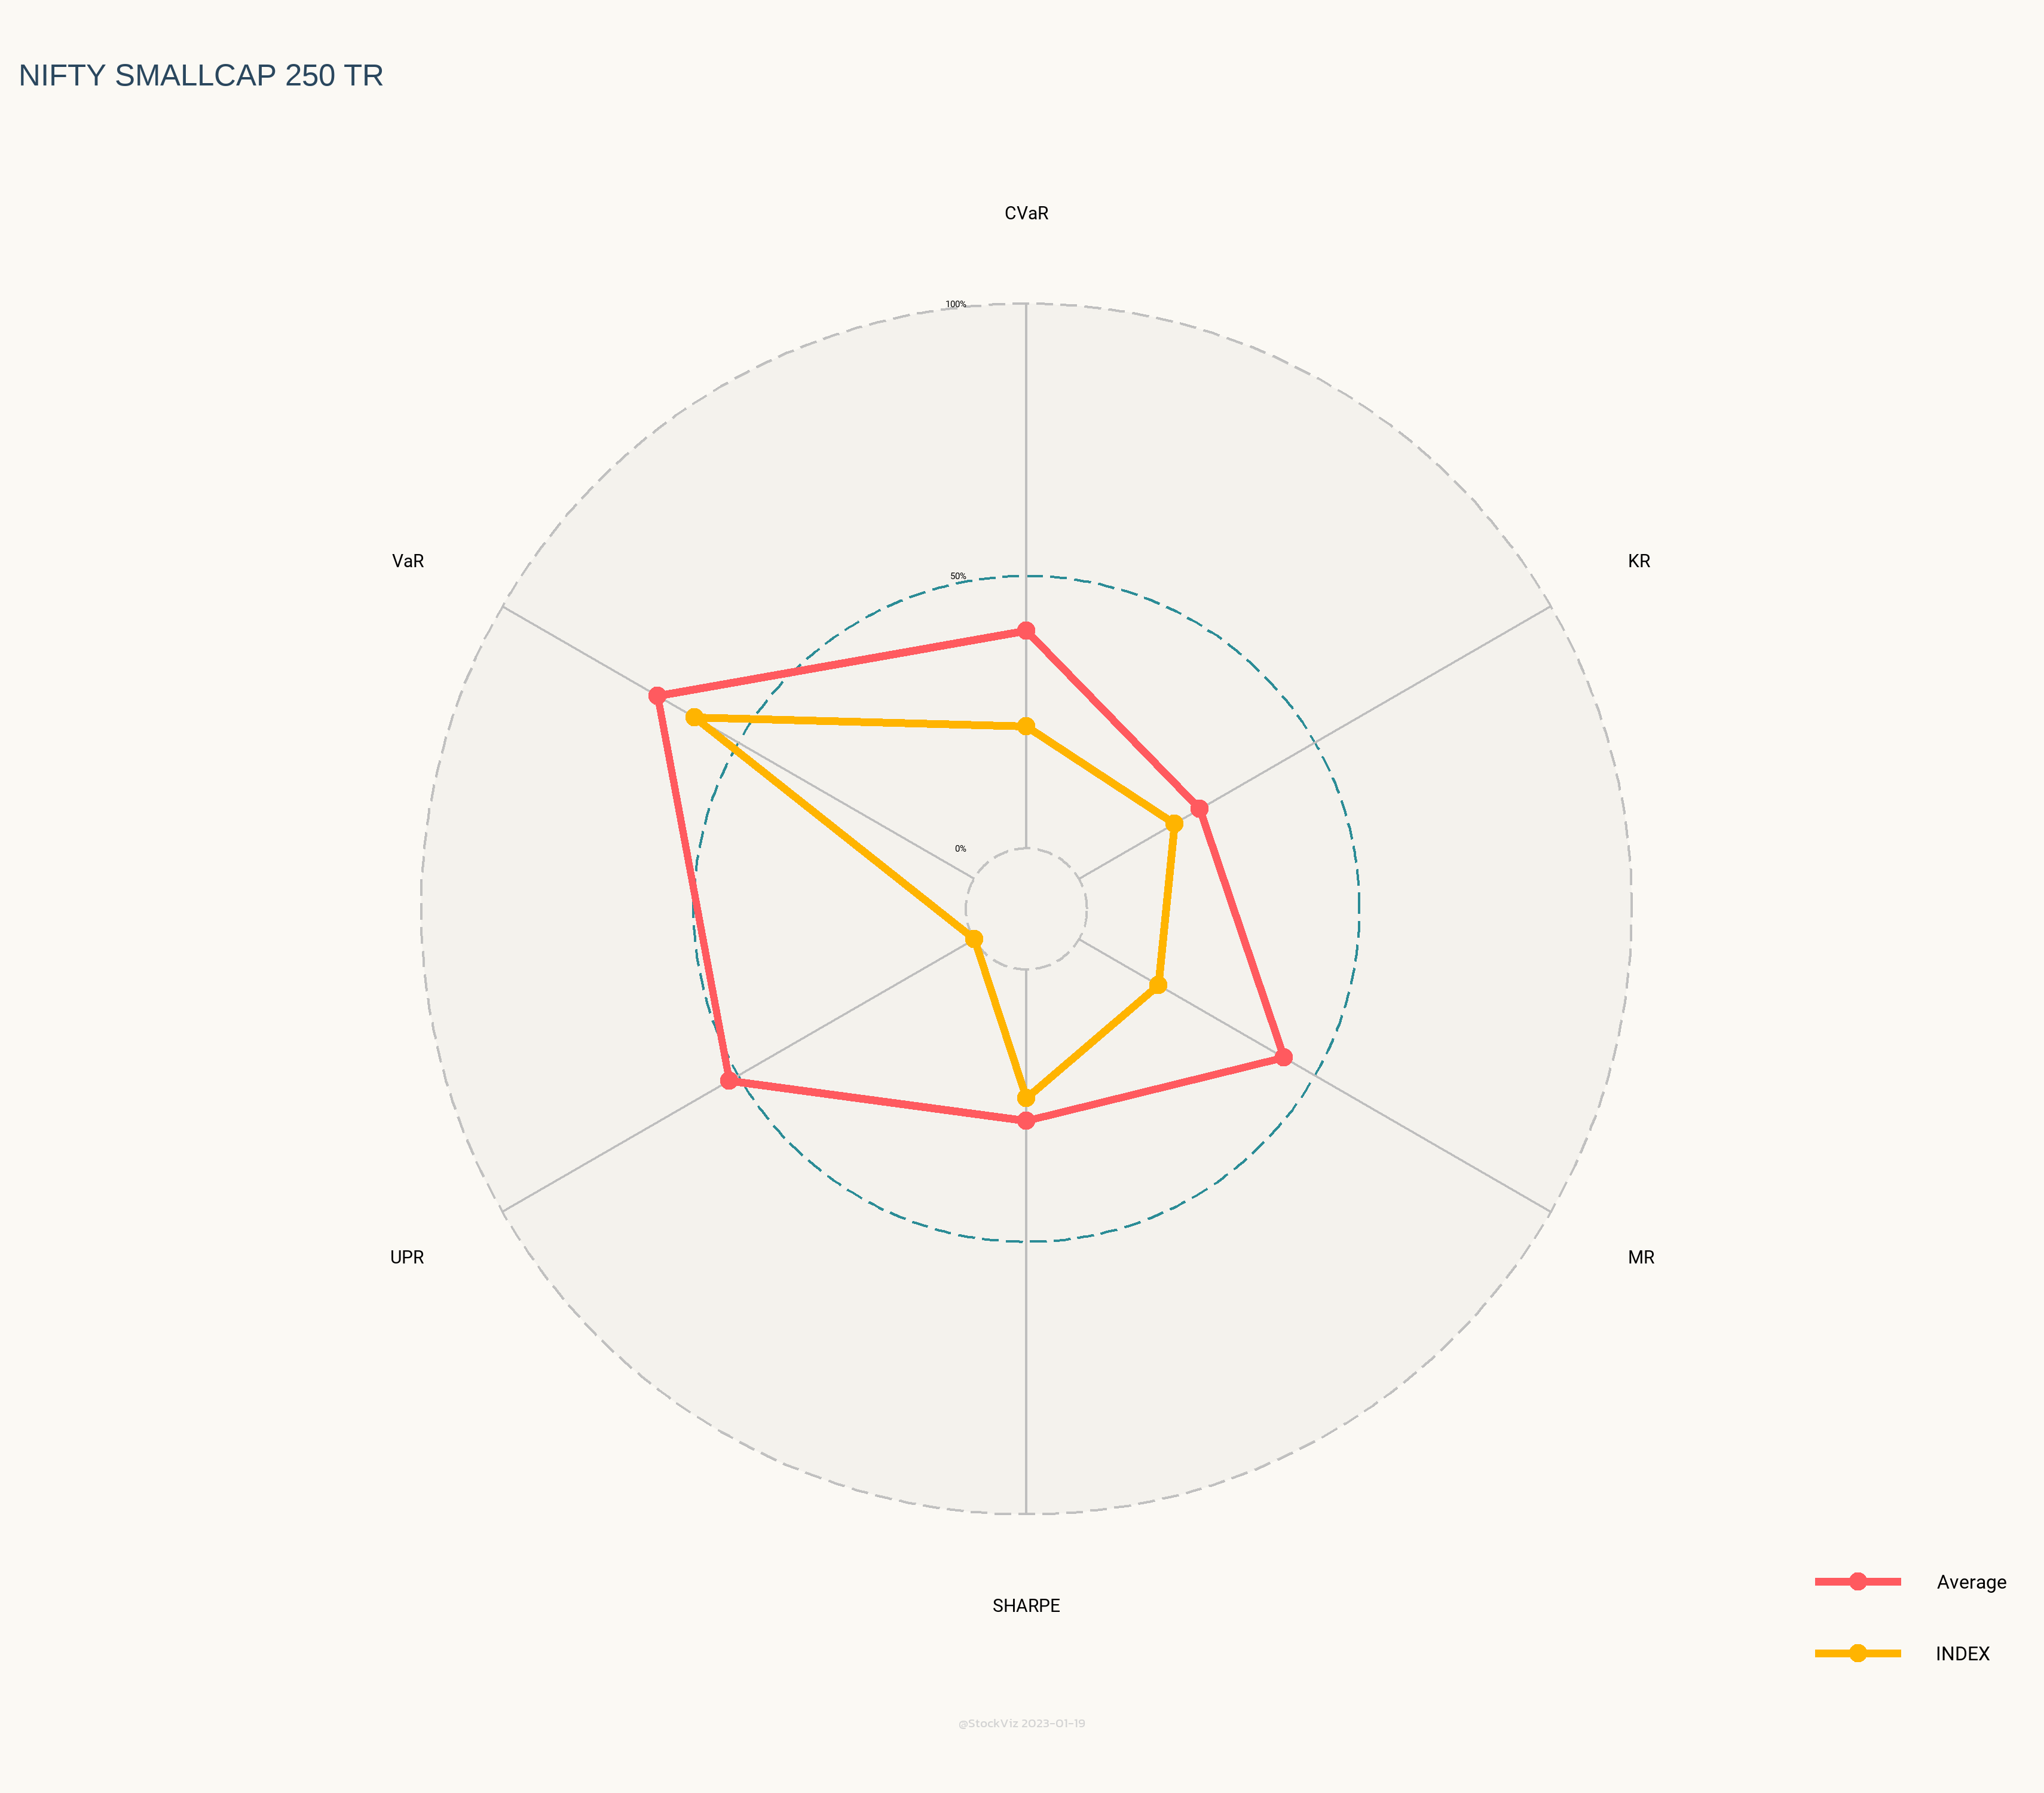 NIFTY SMALLCAP 250 TR
CVaR
100%
VaR
KR
50%
0%
UPR
MR
SHARPE
Average
INDEX
@StockViz 2023-01-19